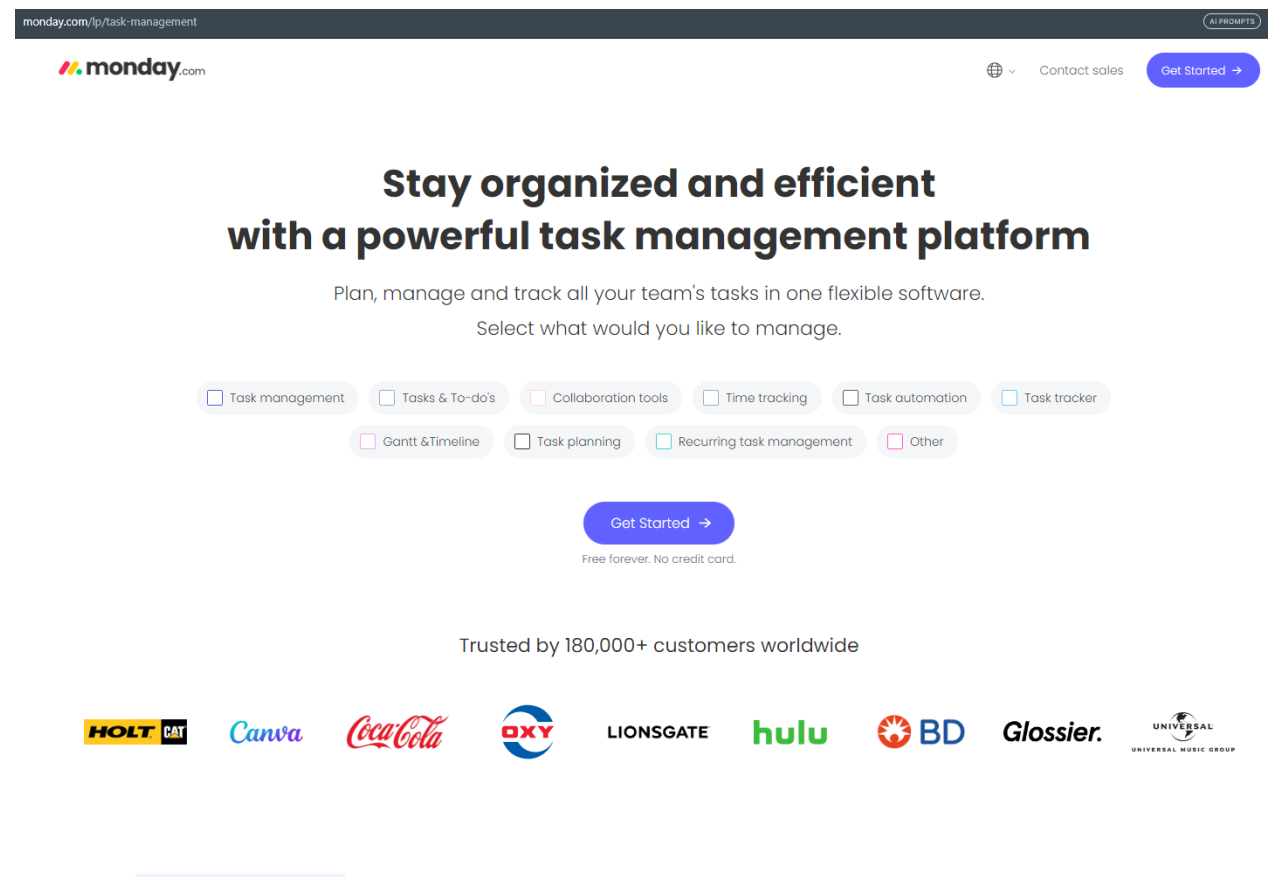 monday.com/lp/task-management
AI PROMPTS
monday.com
Contact sales
Get Started →
Stay organized and efficient
with a powerful task management platform
Plan, manage and track all your team's tasks in one flexible software.
Select what would you like to manage.
Task management
Tasks & To-do's
Collaboration tools
Time tracking
Task automation
Task tracker
Gantt &Timeline
Task planning
Recurring task management
Other
Get Started →
Free forever. No credit card.
Trusted by 180,000+ customers worldwide
HOLT CAT
Canva
Coca-Cola
OXY
LIONSGATE
hulu
BD
Glossier.
UNIVERSAL
UNIVERSAL MUSIC GROUP